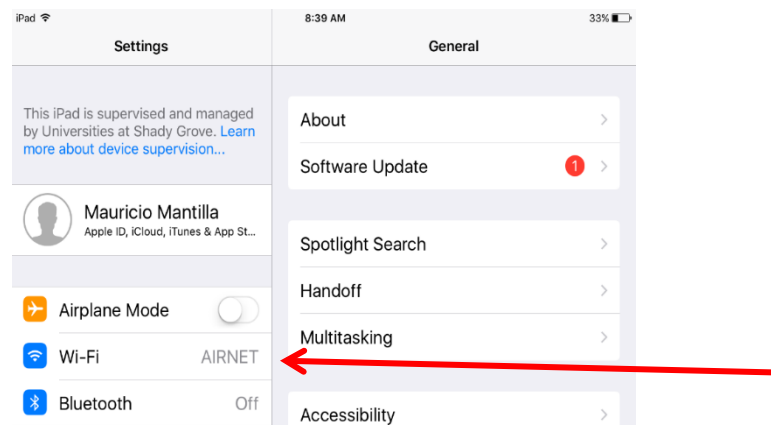 iPad 8:39 AM 33%
Settings
General
This iPad is supervised and managed
by Universities at Shady Grove. Learn
more about device supervision...
Mauricio Mantilla
Apple ID, iCloud, iTunes & App St...
Airplane Mode
Wi-Fi AIRNET
Bluetooth Off
About
Software Update 1
Spotlight Search
Handoff
Multitasking
Accessibility